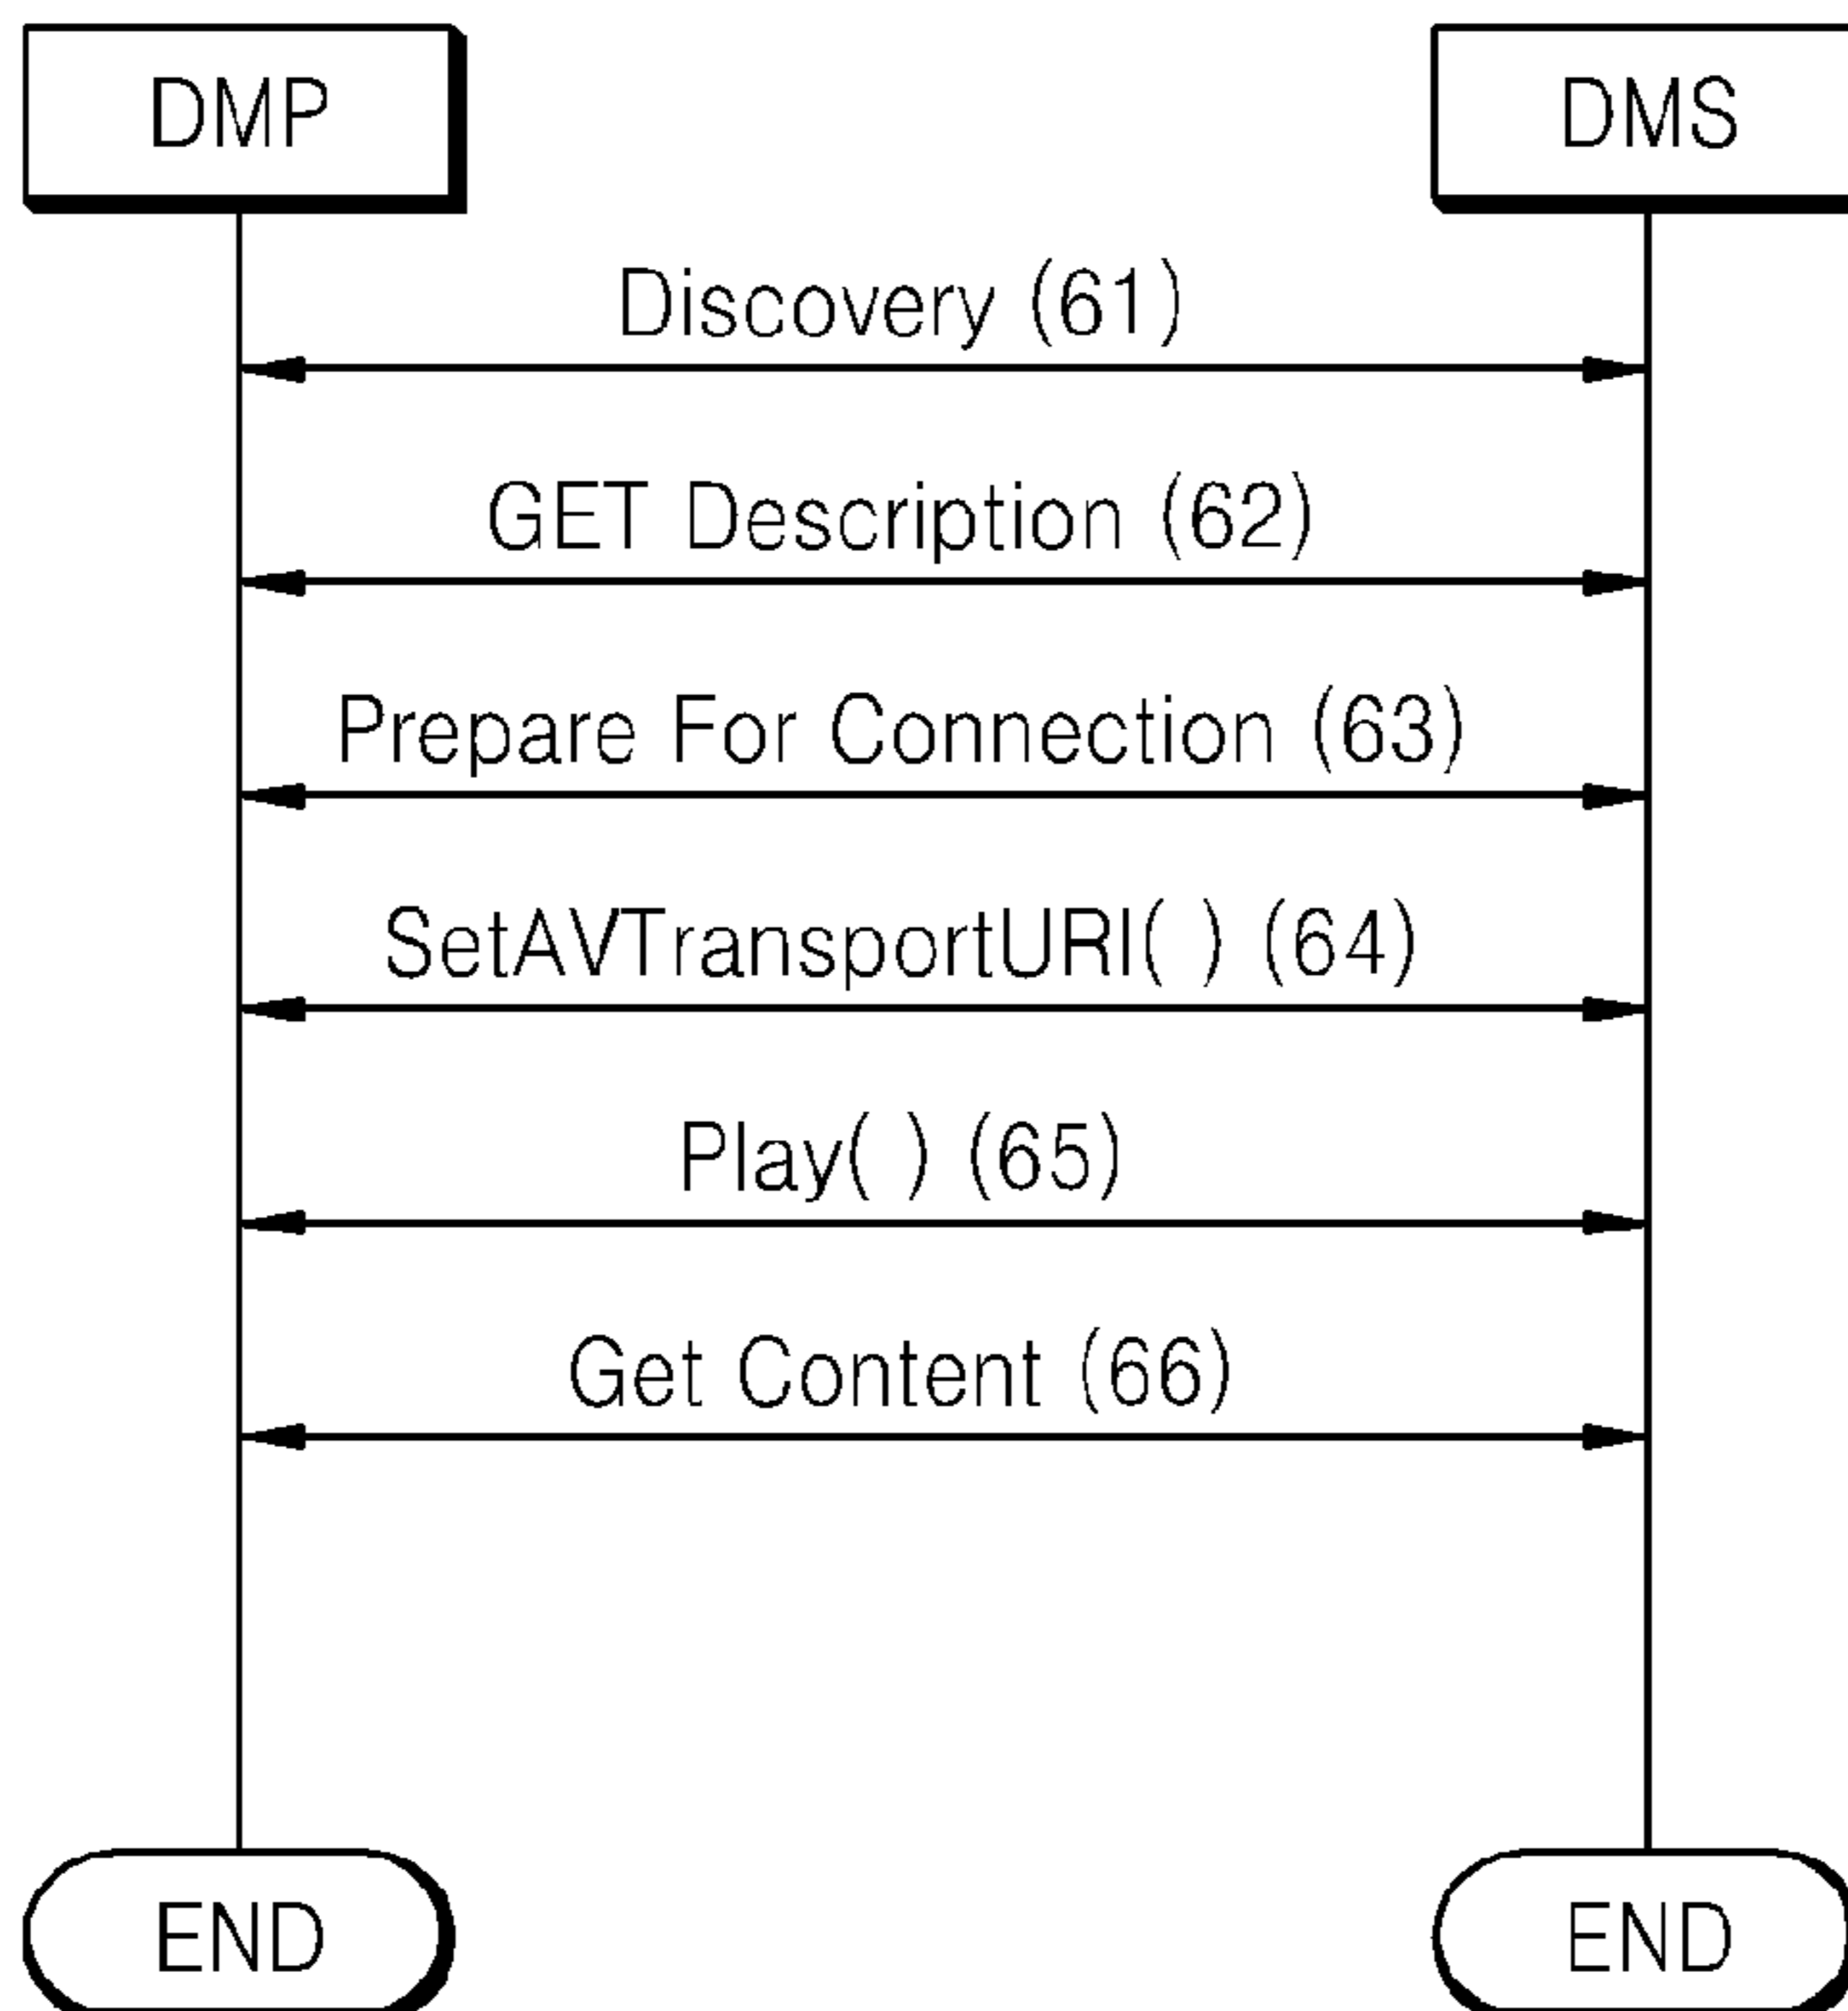 DMP
DMS
Discovery (61)
GET Description (62)
Prepare For Connection (63)
SetAVTransportURI( ) (64)
Play( ) (65)
Get Content (66)
END
END